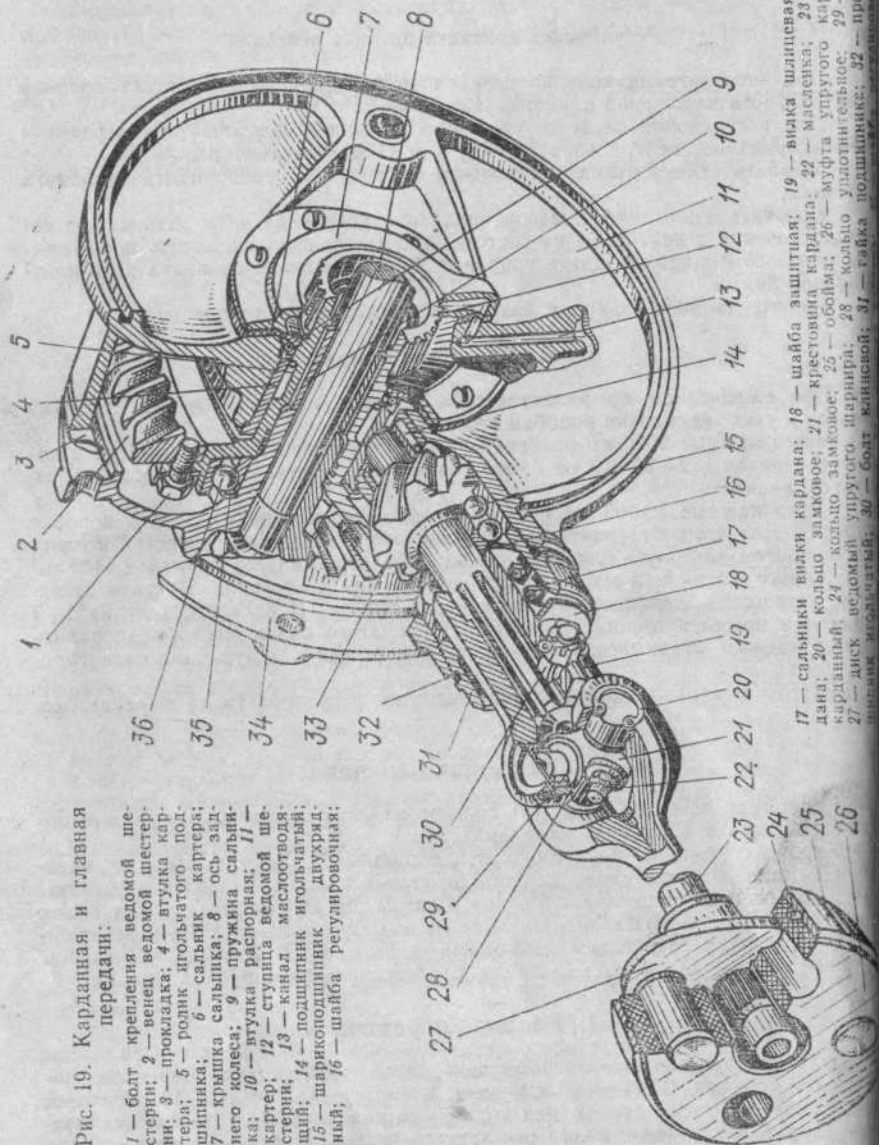 Рис. 19. Карданная и главная
передачи:
1 — болт крепления ведомой ше-
стерни; 2 — венец ведомой шестер-
ни; 3 — прокладка; 4 — втулка кар-
тера; 5 — ролик игольчатого под-
шипника; 6 — сальник картера;
7 — крышка сальника; 8 — ось зад-
него колеса; 9 — пружина сальни-
ка; 10 — втулка распорная; 11 —
картер; 12 — ступица ведомой ше-
стерни; 13 — канал маслоотводя-
щий; 14 — подшипник игольчатый;
15 — шарикоподшипник двухряд-
ный; 16 — шайба регулировочная;
1
2
3
4
5
6
7
8
9
10
11
12
13
14
15
16
17
18
19
20
21
22
23
24
25
26
27
28
29
30
31
32
33
34
35
36
17 — сальники вилки кардана; 18 — шайба защитная; 19 — вилка шлицевая
дана; 20 — кольцо замковое; 21 — крестовина кардана; 22 — масленка; 23
карданный; 24 — кольцо замковое; 25 — обойма; 26 — муфта упругого кар
27 — диск ведомый упругого шарнира; 28 — кольцо уплотнительное; 29 —
шипник игольчатый; 30 — болт клиновой; 31 — гайка подшипника; 32 — пр